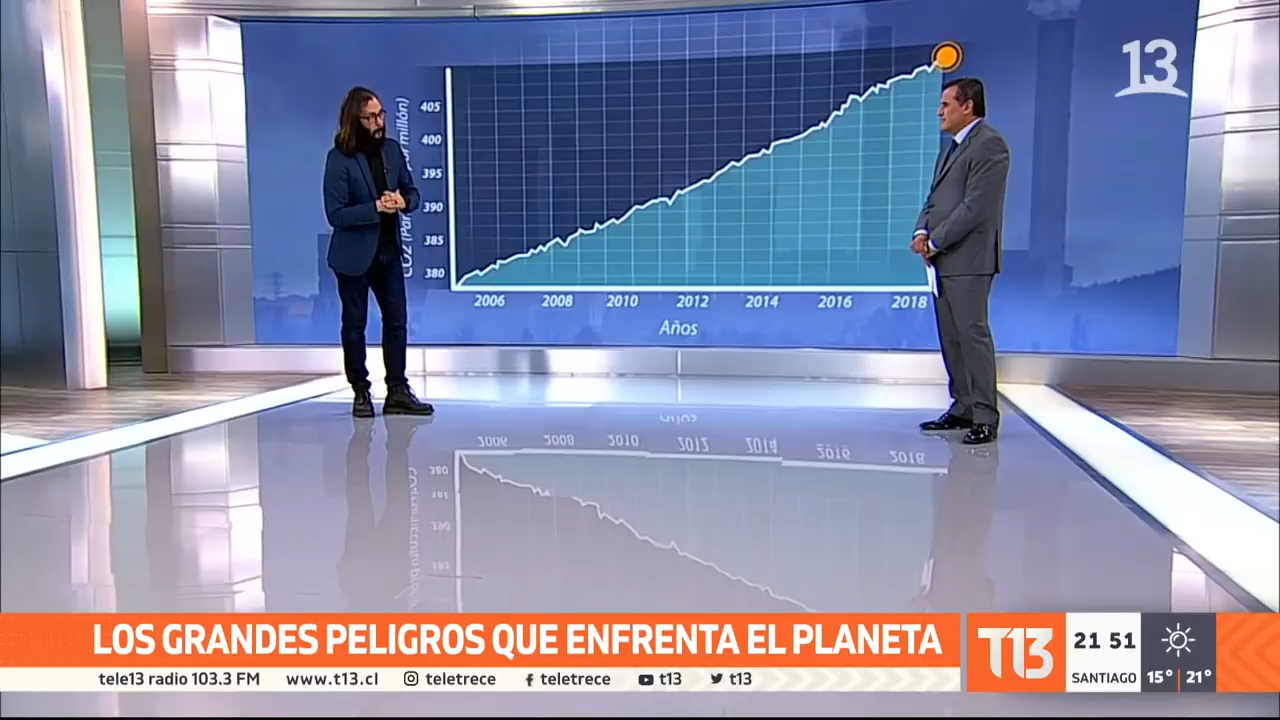 13
405
400
395
390
385
380
2006 2008 2010 2012 2014 2016 2018
Años
LOS GRANDES PELIGROS QUE ENFRENTA EL PLANETA
T13
21 51
SANTIAGO
15° 21°
tele13 radio 103.3 FM www.t13.cl teletrece teletrece t13 t13